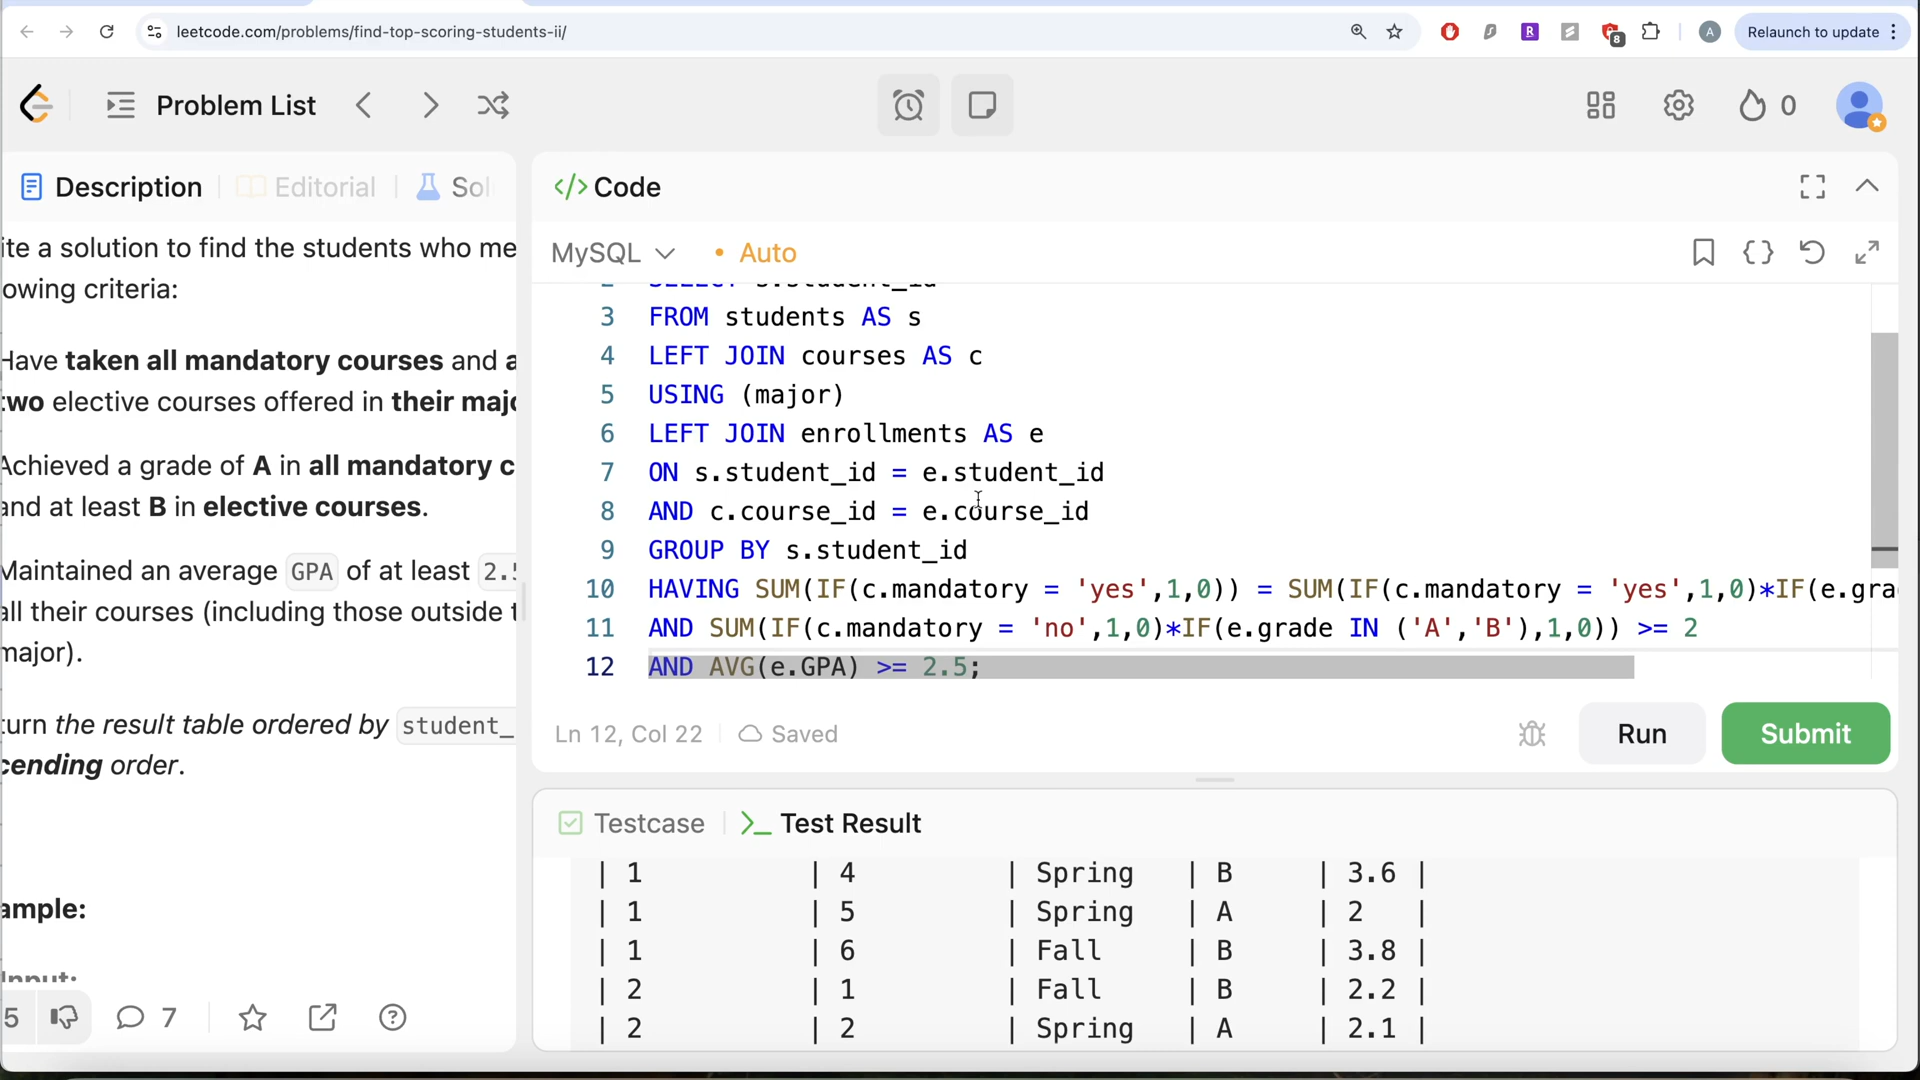 leetcode.com/problems/find-top-scoring-students-ii/
8
A
Relaunch to update
Problem List
0
Description
Editorial
Sol
ite a solution to find the students who me
owing criteria:
Have taken all mandatory courses and a
two elective courses offered in their majo
Achieved a grade of A in all mandatory c
and at least B in elective courses.
Maintained an average GPA of at least 2.5
all their courses (including those outside t
major).
turn the result table ordered by student_
cending order.
ample:
Input:
5
7
</> Code
MySQL
Auto
2 SELECT s.student_id
3 FROM students AS s
4 LEFT JOIN courses AS c
5 USING (major)
6 LEFT JOIN enrollments AS e
7 ON s.student_id = e.student_id
8 AND c.course_id = e.course_id
9 GROUP BY s.student_id
10 HAVING SUM(IF(c.mandatory = 'yes',1,0)) = SUM(IF(c.mandatory = 'yes',1,0)*IF(e.gra
11 AND SUM(IF(c.mandatory = 'no',1,0)*IF(e.grade IN ('A','B'),1,0)) >= 2
12 AND AVG(e.GPA) >= 2.5;
Ln 12, Col 22
Saved
Run
Submit
Testcase
>_ Test Result
| 1 | 4 | Spring | B | 3.6 |
| 1 | 5 | Spring | A | 2 |
| 1 | 6 | Fall | B | 3.8 |
| 2 | 1 | Fall | B | 2.2 |
| 2 | 2 | Spring | A | 2.1 |